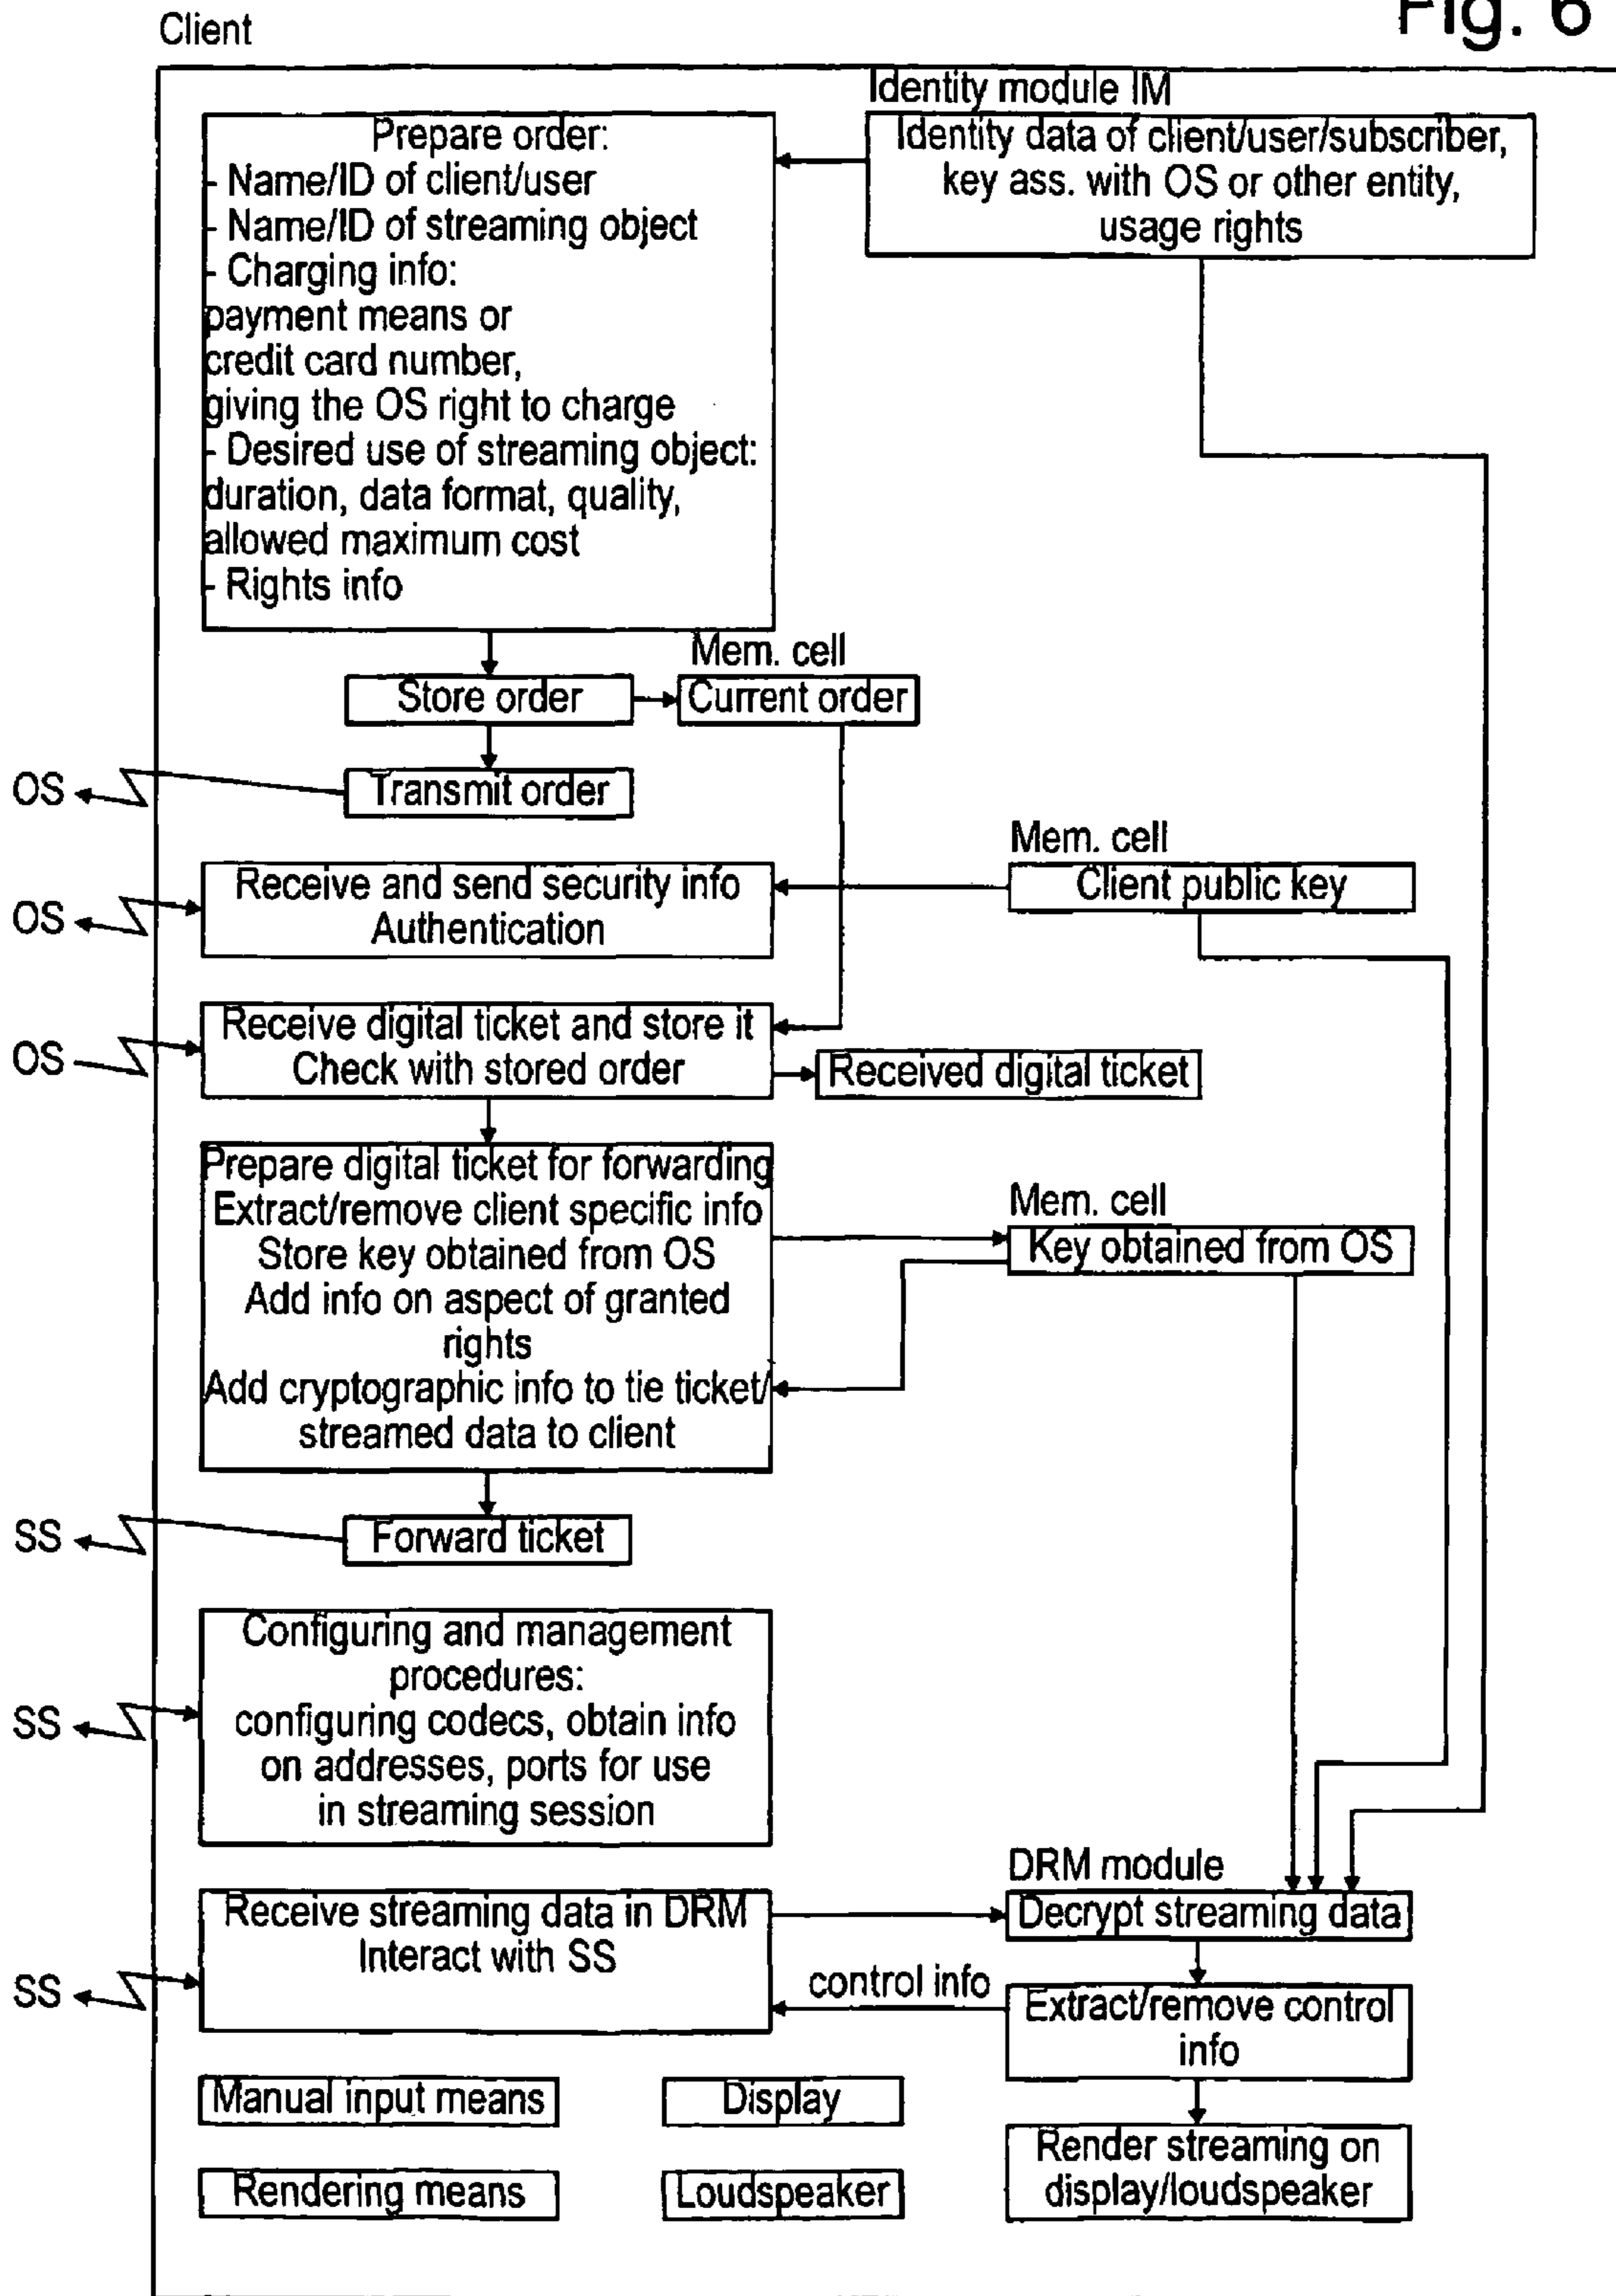 Fig. 6
Client
Identity module IM
Prepare order:
- Name/ID of client/user
- Name/ID of streaming object
- Charging info:
payment means or
credit card number,
giving the OS right to charge
- Desired use of streaming object:
duration, data format, quality,
allowed maximum cost
- Rights info
Identity data of client/user/subscriber,
key ass. with OS or other entity,
usage rights
Mem. cell
Store order
Current order
OS
Transmit order
Mem. cell
Client public key
OS
Receive and send security info
Authentication
OS
Receive digital ticket and store it
Check with stored order
Received digital ticket
Prepare digital ticket for forwarding
Extract/remove client specific info
Store key obtained from OS
Add info on aspect of granted
rights
Add cryptographic info to tie ticket/
streamed data to client
Mem. cell
Key obtained from OS
SS
Forward ticket
SS
Configuring and management
procedures:
configuring codecs, obtain info
on addresses, ports for use
in streaming session
DRM module
Receive streaming data in DRM
Interact with SS
Decrypt streaming data
SS
control info
Extract/remove control
info
Manual input means
Display
Render streaming on
display/loudspeaker
Rendering means
Loudspeaker